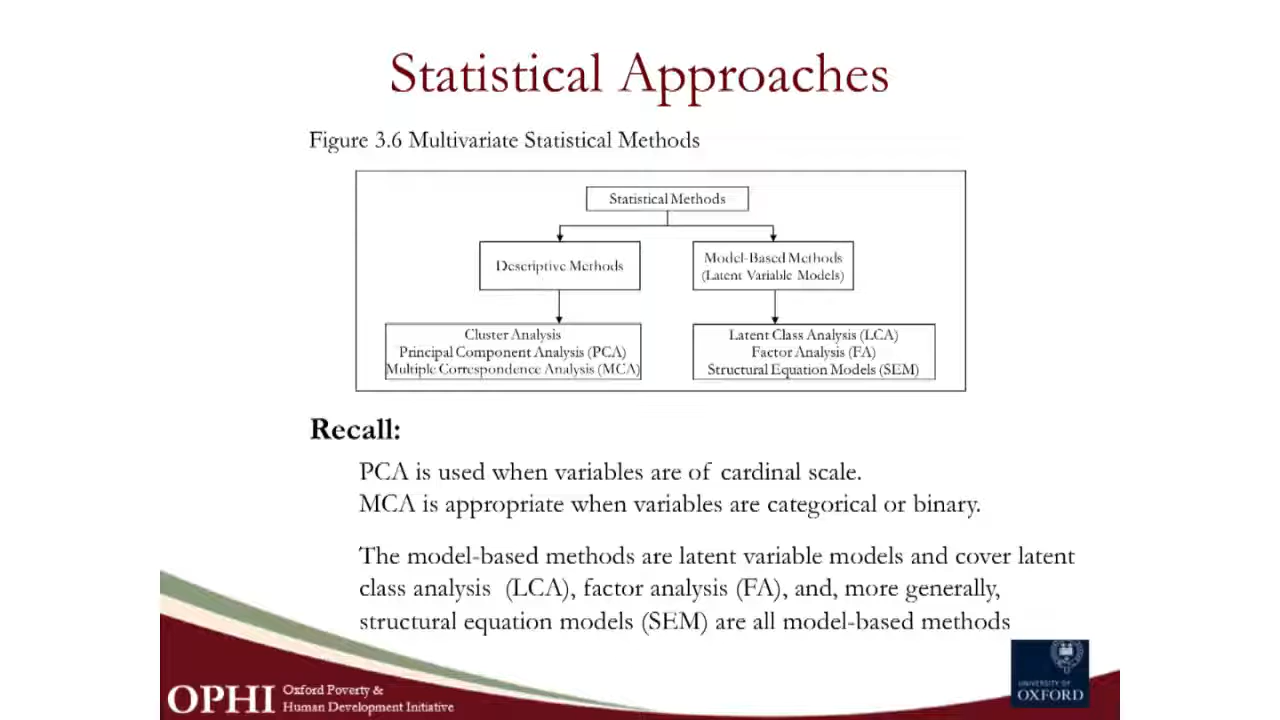 Statistical Approaches
Figure 3.6 Multivariate Statistical Methods
Statistical Methods
Descriptive Methods
Model-Based Methods
(Latent Variable Models)
Cluster Analysis
Principal Component Analysis (PCA)
Multiple Correspondence Analysis (MCA)
Latent Class Analysis (LCA)
Factor Analysis (FA)
Structural Equation Models (SEM)
Recall:
PCA is used when variables are of cardinal scale.
MCA is appropriate when variables are categorical or binary.
The model-based methods are latent variable models and cover latent
class analysis (LCA), factor analysis (FA), and, more generally,
structural equation models (SEM) are all model-based methods
OPHI
Oxford Poverty &
Human Development Initiative
UNIVERSITY OF
OXFORD